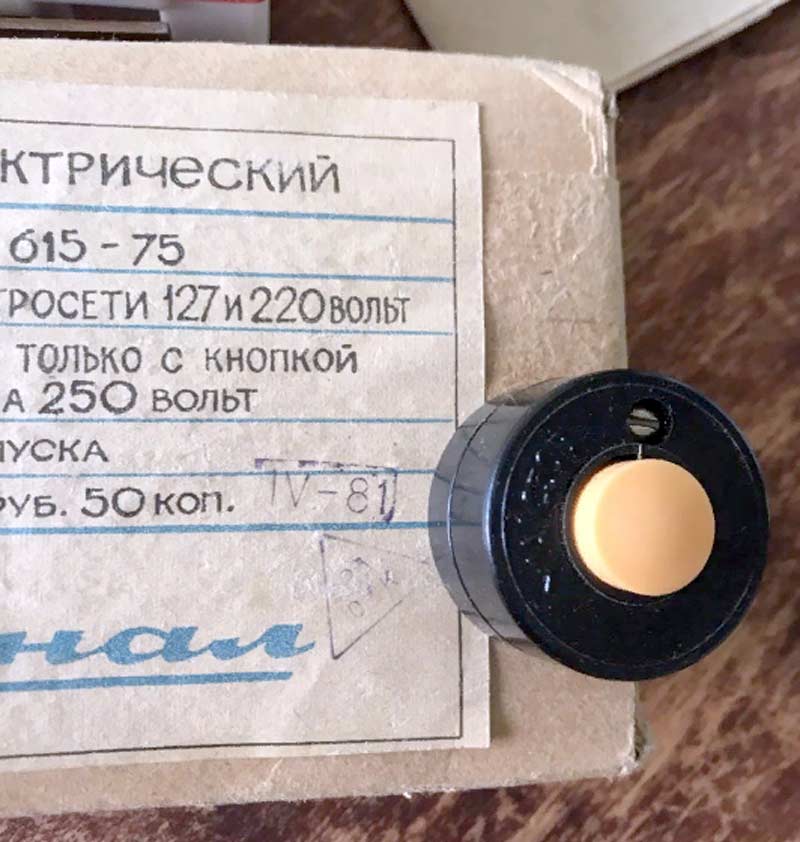 ктрический
615-75
тросети 127 и 220 вольт
только с кнопкой
А 250 вольт
пуска
руб. 50 коп.
IV-81
нал